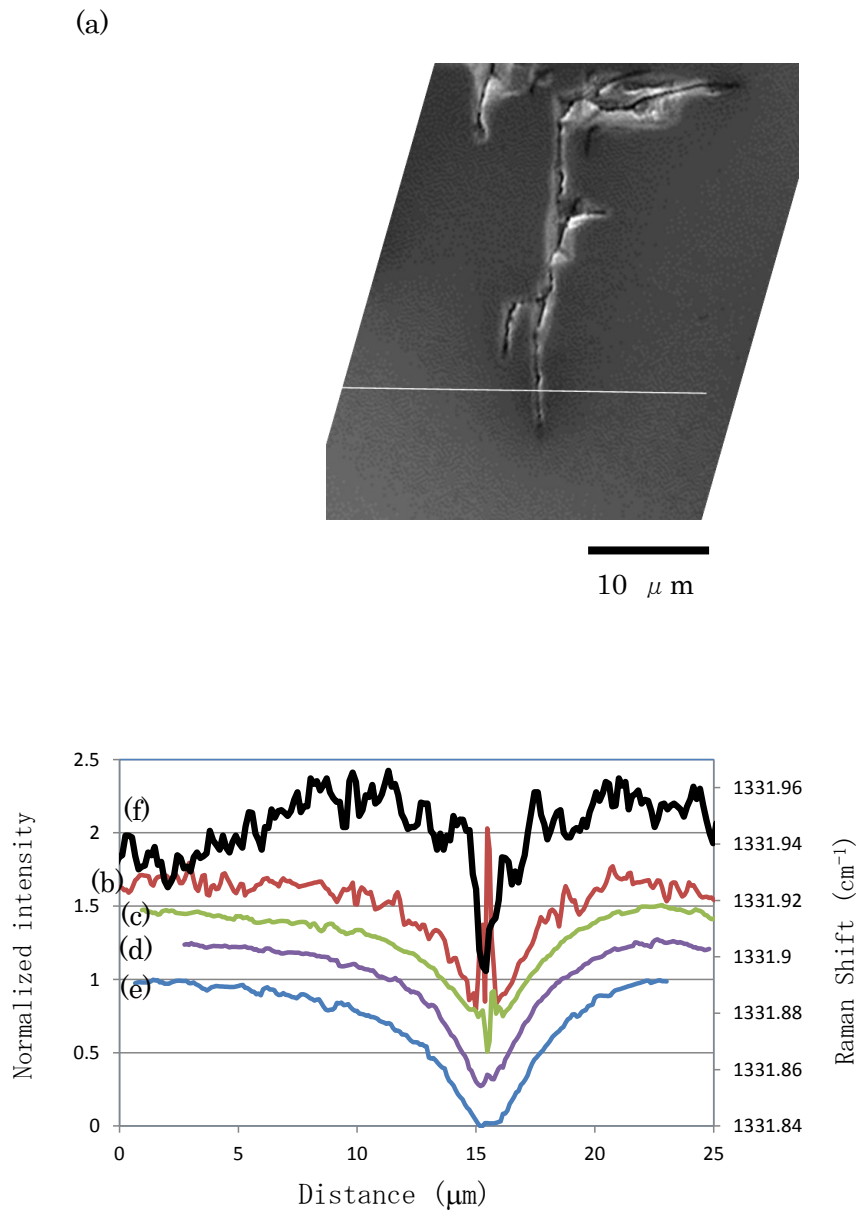 (a)
10 μm
2.5
2
1.5
1
0.5
0
(f)
(b)
(c)
(d)
(e)
1331.96
1331.94
1331.92
1331.9
1331.88
1331.86
1331.84
0 5 10 15 20 25
Normalized intensity
Raman Shift (cm⁻¹)
Distance (μm)